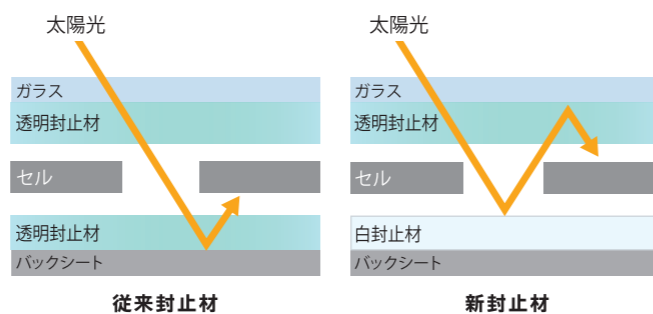 太陽光
ガラス
透明封止材
セル
透明封止材
バックシート
従来封止材
太陽光
ガラス
透明封止材
セル
白封止材
バックシート
新封止材